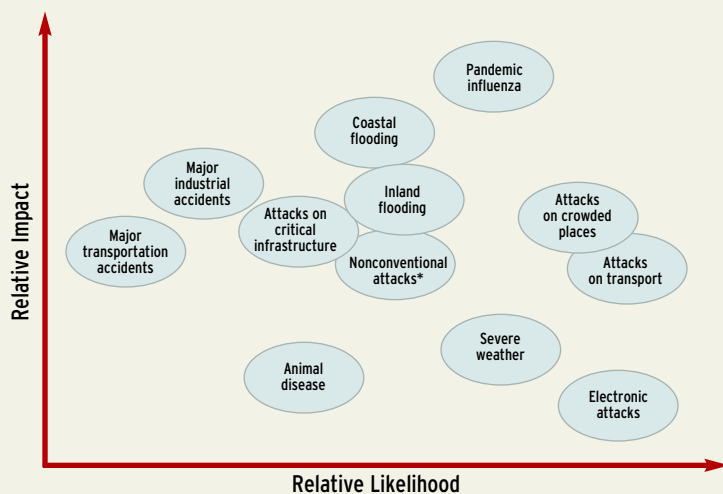 Pandemic
influenza
Coastal
flooding
Major
industrial
accidents
Inland
flooding
Attacks on
critical
infrastructure
Attacks
on crowded
places
Major
transportation
accidents
Nonconventional
attacks*
Attacks
on transport
Severe
weather
Animal
disease
Electronic
attacks
Relative Impact
Relative Likelihood